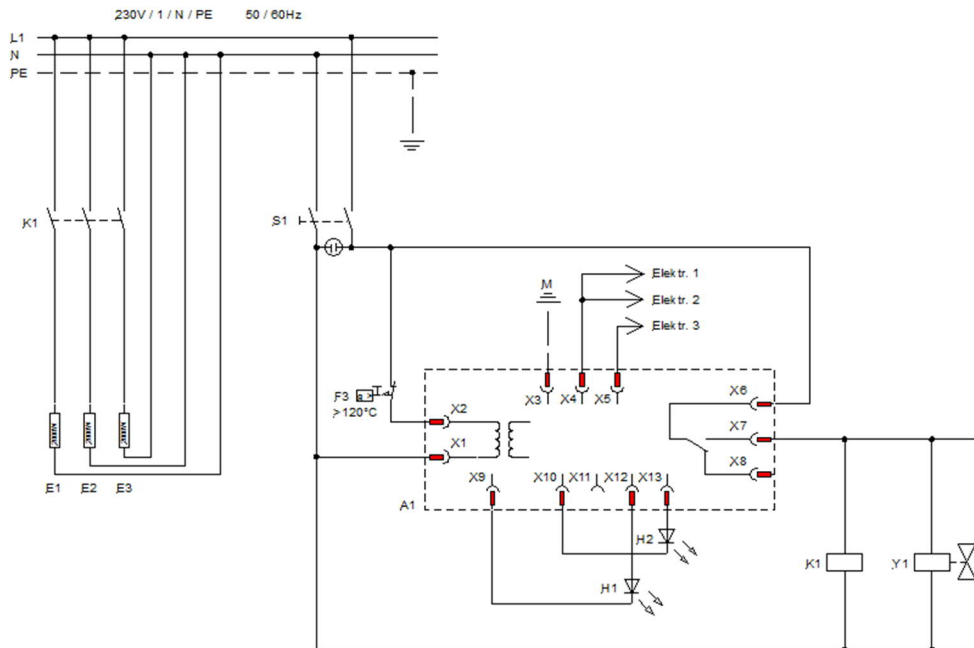 230V / 1 / N / PE 50 / 60Hz
L1
N
PE
K1
S1
M
Elektr. 1
Elektr. 2
Elektr. 3
F3
>120°C
X3 X4 X5
X6
X2
X7
X1
X8
X9 X10 X11 X12 X13
A1
E1 E2 E3
H2
H1
K1
Y1